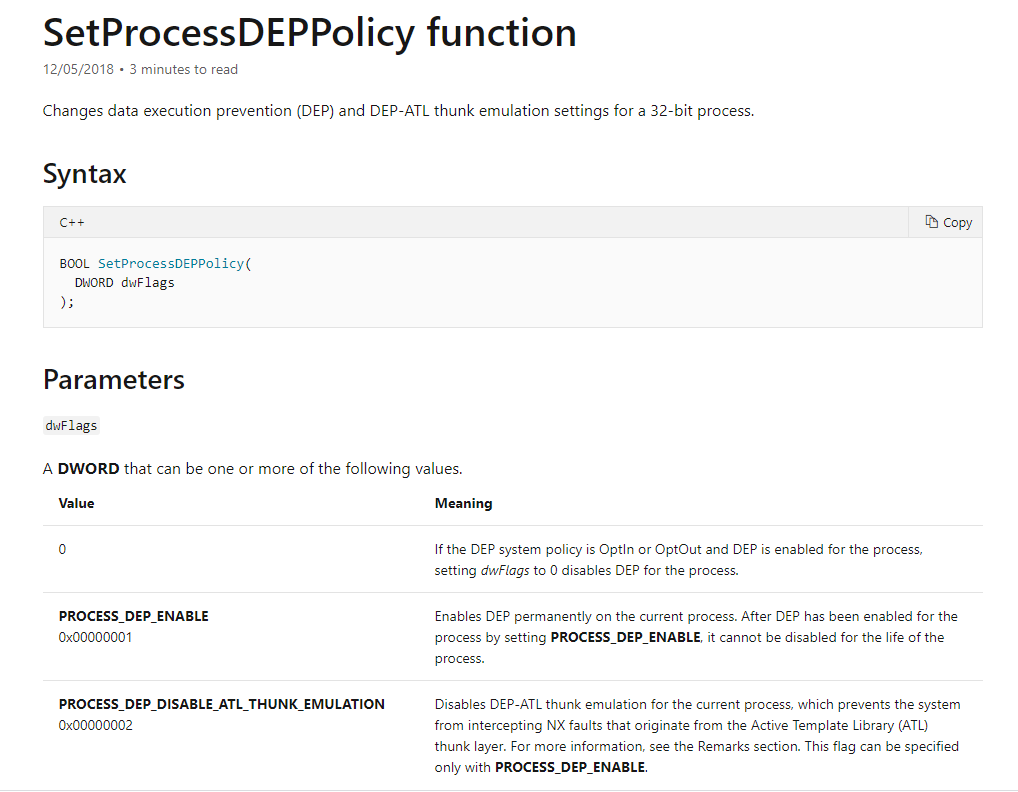 SetProcessDEPPolicy function
12/05/2018 • 3 minutes to read
Changes data execution prevention (DEP) and DEP-ATL thunk emulation settings for a 32-bit process.
Syntax
C++
Copy
BOOL SetProcessDEPPolicy(
  DWORD dwFlags
);
Parameters
dwFlags
A DWORD that can be one or more of the following values.
Value
Meaning
0
If the DEP system policy is OptIn or OptOut and DEP is enabled for the process,
setting dwFlags to 0 disables DEP for the process.
PROCESS_DEP_ENABLE
0x00000001
Enables DEP permanently on the current process. After DEP has been enabled for the
process by setting PROCESS_DEP_ENABLE, it cannot be disabled for the life of the
process.
PROCESS_DEP_DISABLE_ATL_THUNK_EMULATION
0x00000002
Disables DEP-ATL thunk emulation for the current process, which prevents the system
from intercepting NX faults that originate from the Active Template Library (ATL)
thunk layer. For more information, see the Remarks section. This flag can be specified
only with PROCESS_DEP_ENABLE.